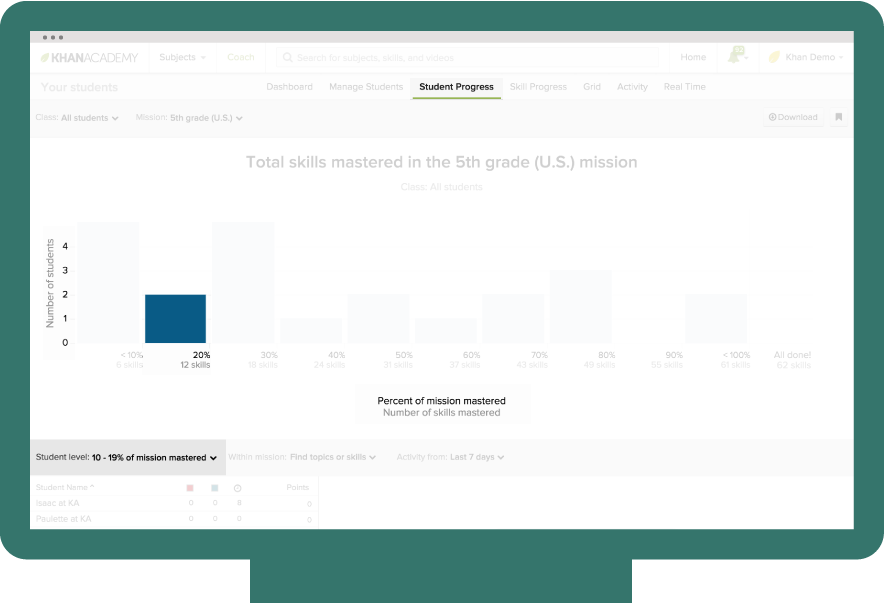 KHANACADEMY Subjects Coach Search for subjects, skills, and videos Home Khan Demo
Your students Dashboard Manage Students Student Progress Skill Progress Grid Activity Real Time
Class: All students Mission: 5th grade (U.S.) Download
Total skills mastered in the 5th grade (U.S.) mission
Class: All students
Number of students
4
3
2
1
0
< 10% 20% 30% 40% 50% 60% 70% 80% 90% < 100% All done!
6 skills 12 skills 18 skills 24 skills 31 skills 37 skills 43 skills 49 skills 55 skills 61 skills 62 skills
Percent of mission mastered
Number of skills mastered
Student level: 10 - 19% of mission mastered Within mission: Find topics or skills Activity from: Last 7 days
Student Name Points
Isaac at KA 0 0 8 0
Paulette at KA 0 0 0 0